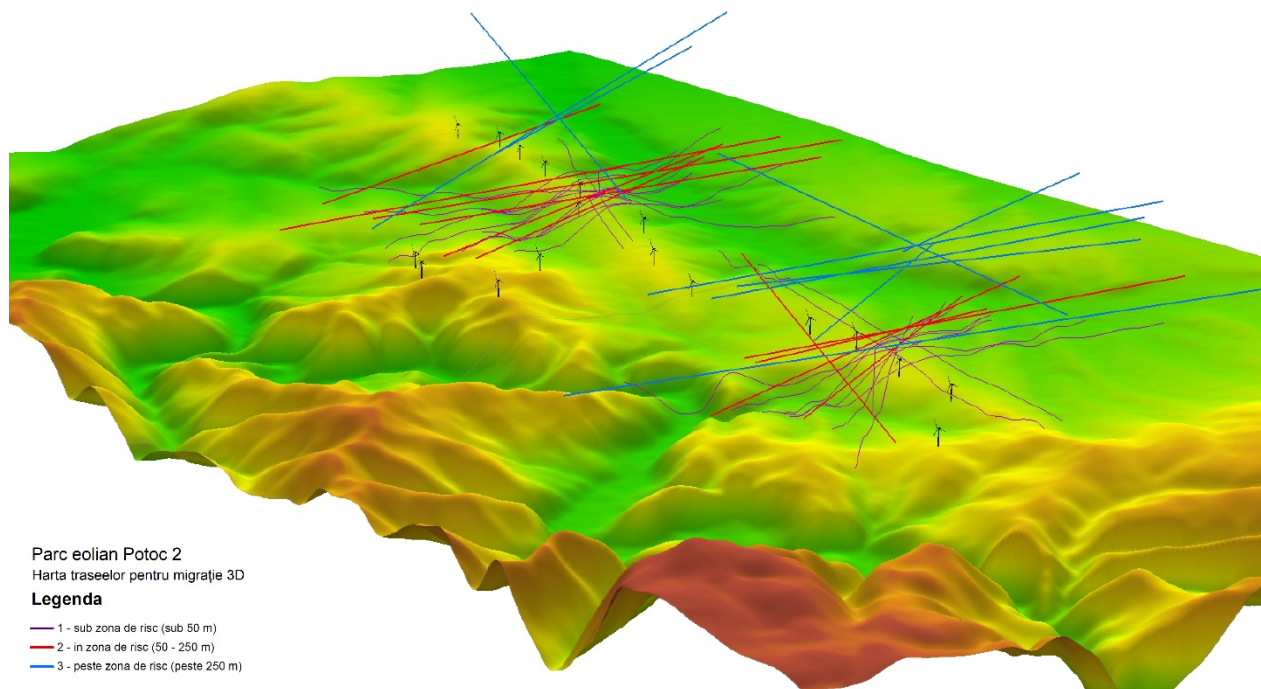 Parc eolian Potoc 2
Harta traseelor pentru migrație 3D
Legenda
1 - sub zona de risc (sub 50 m)
2 - in zona de risc (50 - 250 m)
3 - peste zona de risc (peste 250 m)